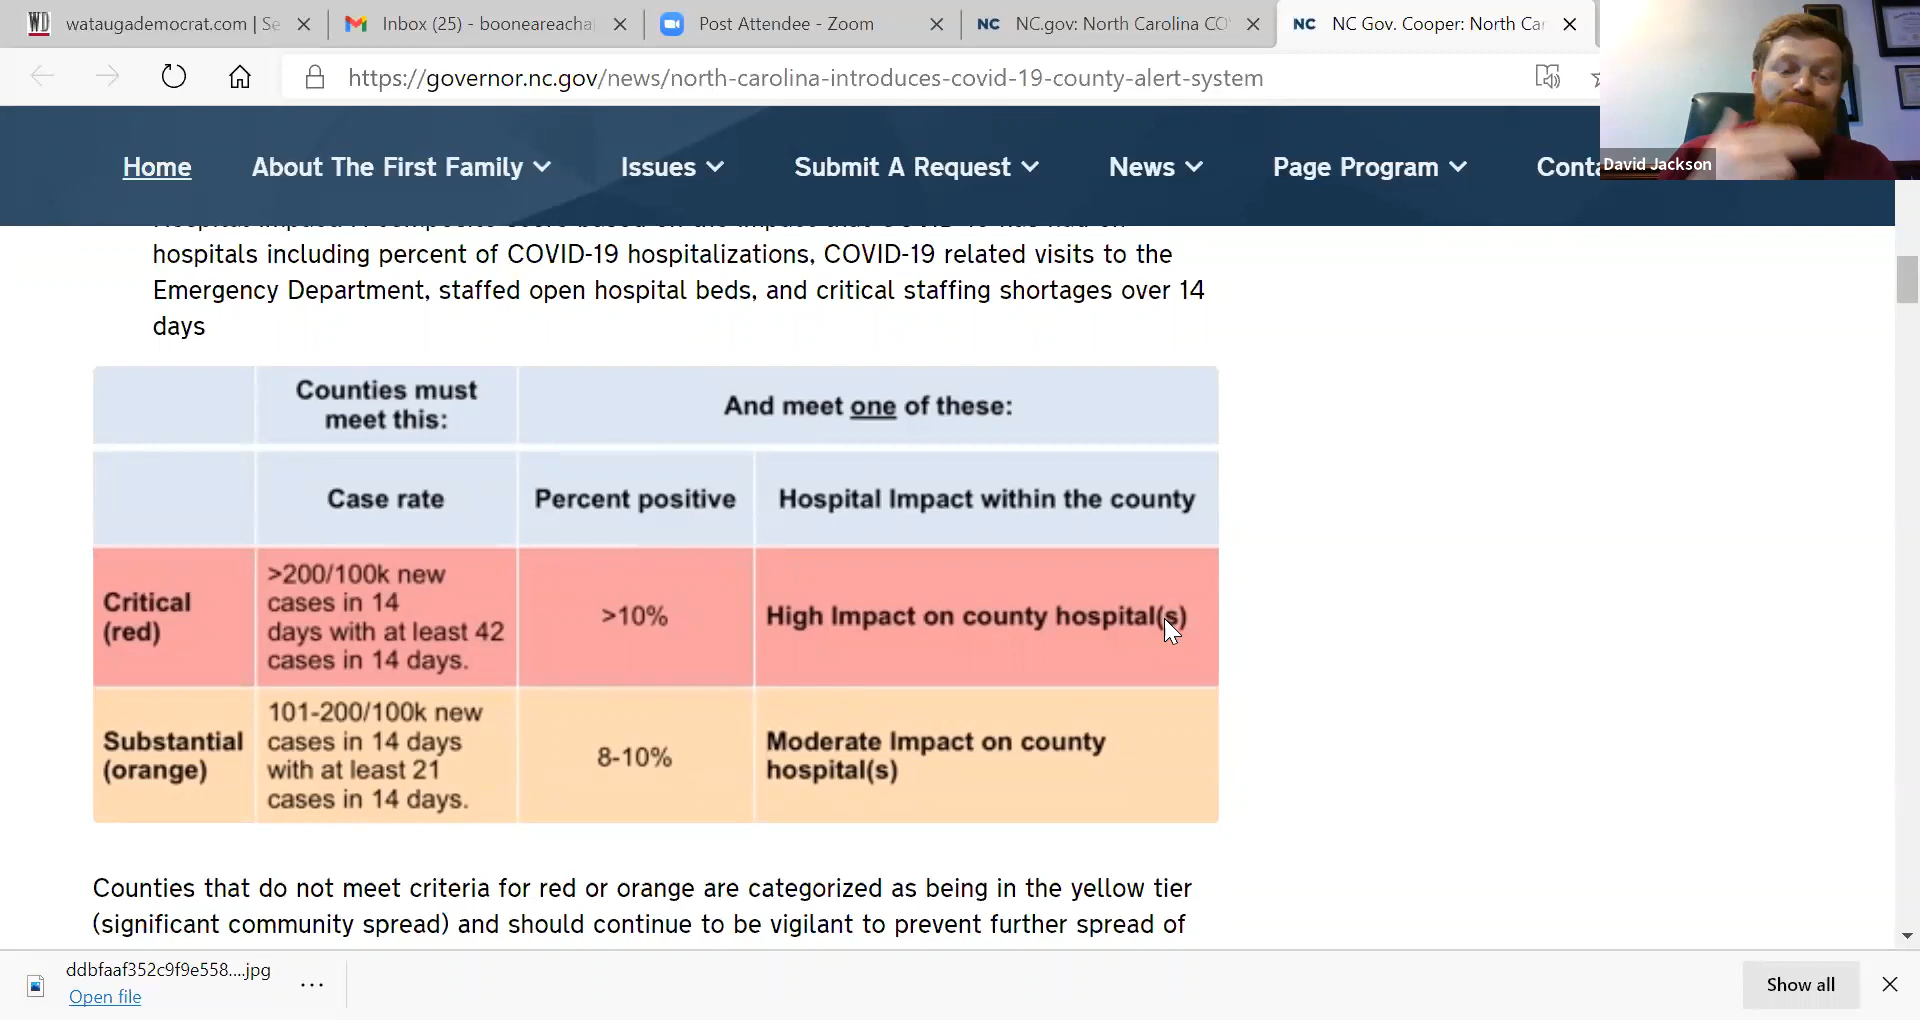 wataugademocrat.com | Se
Inbox (25) - booneareacha
Post Attendee - Zoom
NC
NC.gov: North Carolina CO
NC
NC Gov. Cooper: North Car
WD
https://governor.nc.gov/news/north-carolina-introduces-covid-19-county-alert-system
David Jackson
Home
About The First Family
Issues
Submit A Request
News
Page Program
Conta
hospitals including percent of COVID-19 hospitalizations, COVID-19 related visits to the
Emergency Department, staffed open hospital beds, and critical staffing shortages over 14
days
Counties must
meet this:
And meet one of these:
Case rate
Percent positive
Hospital Impact within the county
Critical
(red)
>200/100k new
cases in 14
days with at least 42
cases in 14 days.
>10%
High Impact on county hospital(s)
Substantial
(orange)
101-200/100k new
cases in 14 days
with at least 21
cases in 14 days.
8-10%
Moderate Impact on county
hospital(s)
Counties that do not meet criteria for red or orange are categorized as being in the yellow tier
(significant community spread) and should continue to be vigilant to prevent further spread of
ddbfaaf352c9f9e558....jpg
Open file
Show all